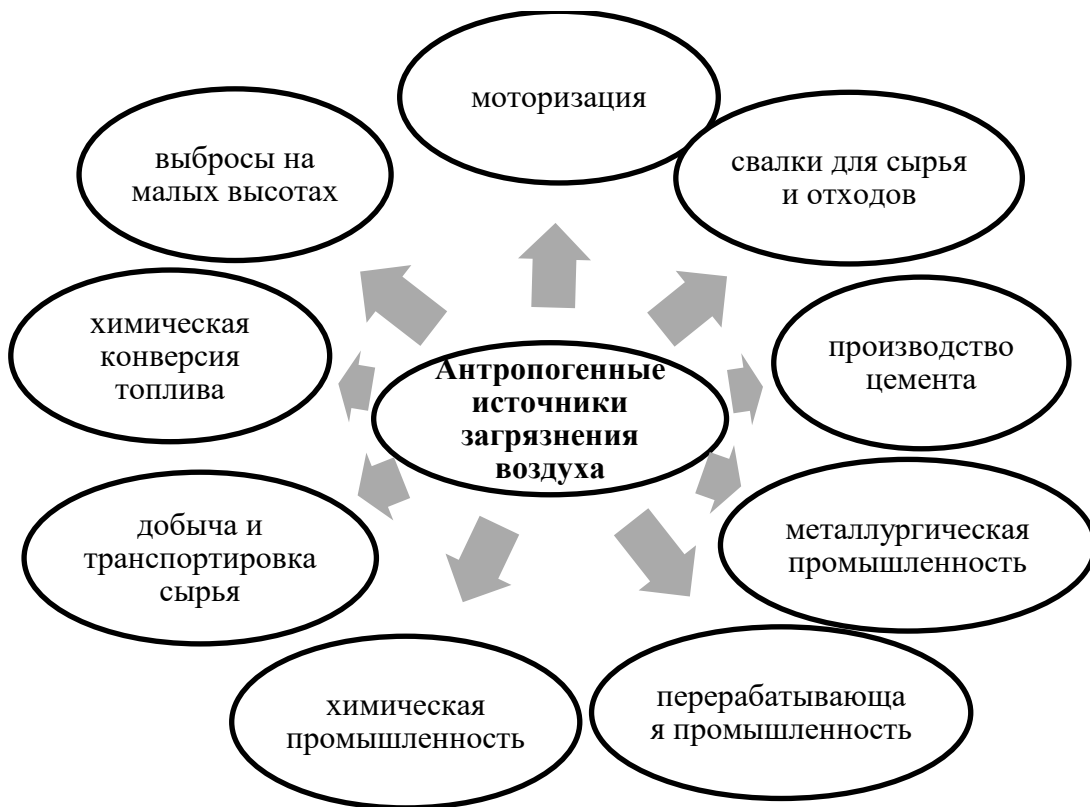 моторизация
свалки для сырья
и отходов
производство
цемента
металлургическая
промышленность
перерабатывающа
я промышленность
химическая
промышленность
добыча и
транспортировка
сырья
химическая
конверсия
топлива
выбросы на
малых высотах
Антропогенные
источники
загрязнения
воздуха